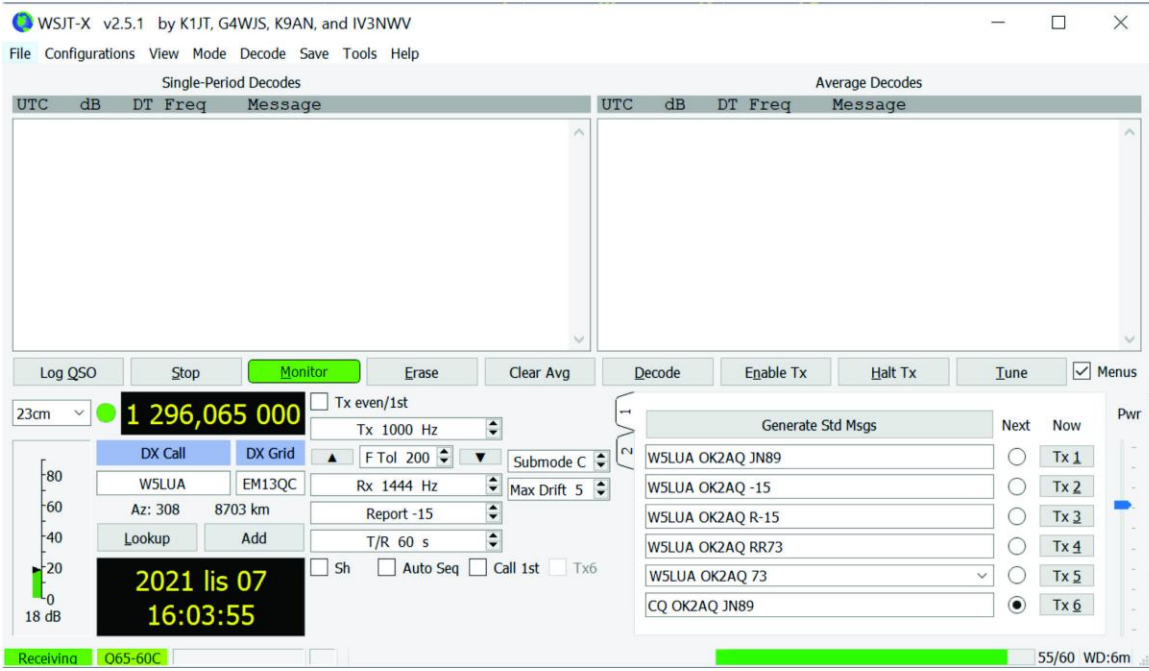 WSJT-X v2.5.1 by K1JT, G4WJS, K9AN, and IV3NWV
File Configurations View Mode Decode Save Tools Help
Single-Period Decodes
UTC dB DT Freq Message
Average Decodes
UTC dB DT Freq Message
Log QSO Stop Monitor Erase Clear Avg Decode Enable Tx Halt Tx Tune Menus
23cm
1 296,065 000
DX Call DX Grid
W5LUA EM13QC
Az: 308 8703 km
Lookup Add
2021 lis 07
16:03:55
80
60
40
20
0
18 dB
Tx even/1st
Tx 1000 Hz
F Tol 200
Rx 1444 Hz
Report -15
T/R 60 s
Submode C
Max Drift 5
Sh Auto Seq Call 1st Tx6
1
2
Generate Std Msgs Next Now
W5LUA OK2AQ JN89 Tx 1
W5LUA OK2AQ -15 Tx 2
W5LUA OK2AQ R-15 Tx 3
W5LUA OK2AQ RR73 Tx 4
W5LUA OK2AQ 73 Tx 5
CQ OK2AQ JN89 Tx 6
Pwr
Receiving Q65-60C 55/60 WD:6m